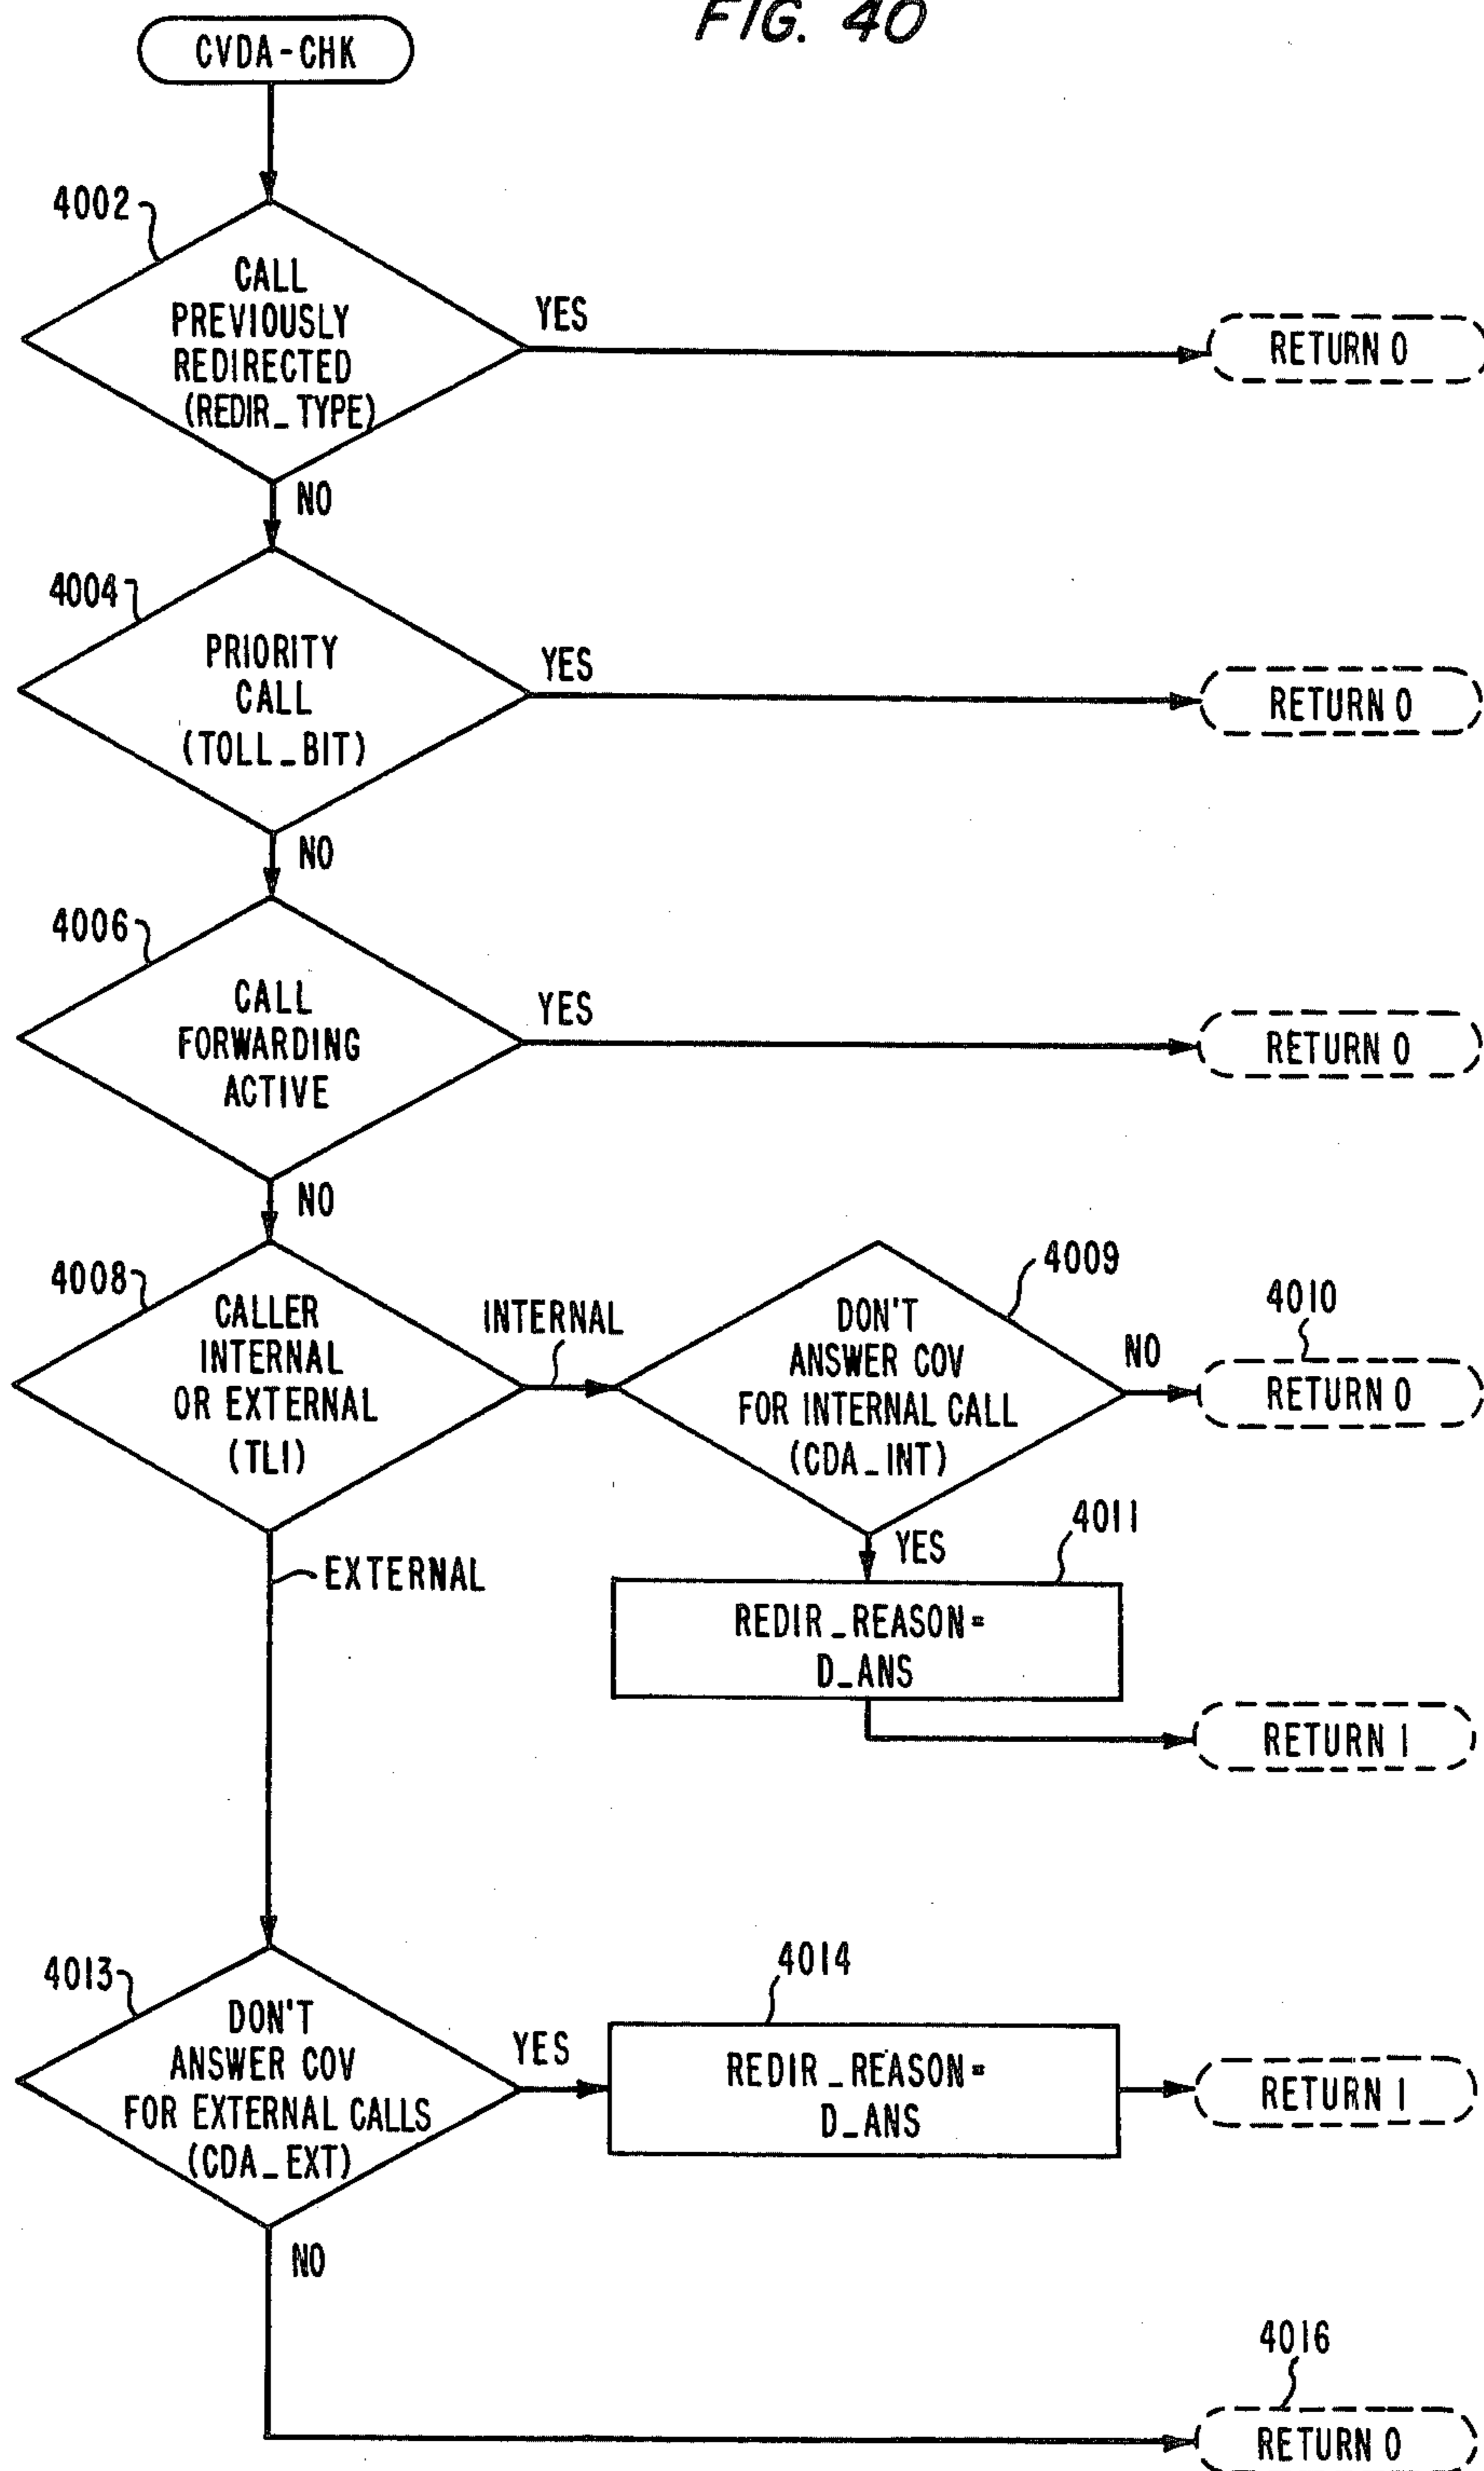 FIG. 40
CVDA-CHK
4002
CALL
PREVIOUSLY
REDIRECTED
(REDIR_TYPE)
YES
RETURN 0
NO
4004
PRIORITY
CALL
(TOLL_BIT)
YES
RETURN 0
NO
4006
CALL
FORWARDING
ACTIVE
YES
RETURN 0
NO
4008
CALLER
INTERNAL
OR EXTERNAL
(TLI)
INTERNAL
4009
DON'T
ANSWER COV
FOR INTERNAL CALL
(CDA_INT)
NO
4010
RETURN 0
YES
4011
REDIR_REASON=
D_ANS
RETURN 1
EXTERNAL
4013
DON'T
ANSWER COV
FOR EXTERNAL CALLS
(CDA_EXT)
YES
4014
REDIR_REASON=
D_ANS
RETURN 1
NO
4016
RETURN 0